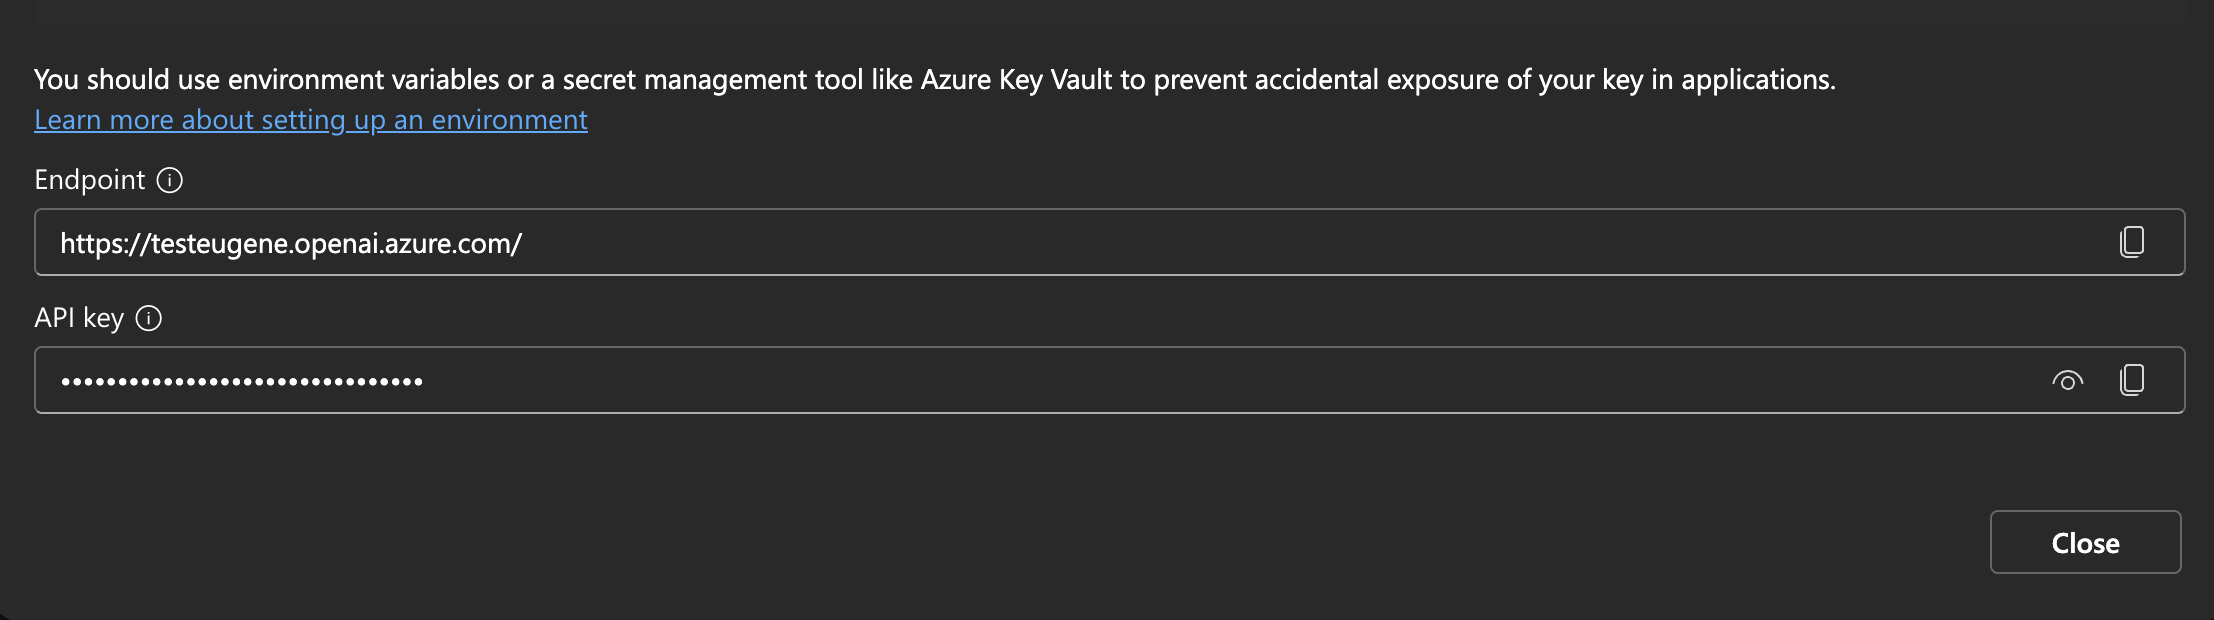 You should use environment variables or a secret management tool like Azure Key Vault to prevent accidental exposure of your key in applications.
Learn more about setting up an environment
Endpoint
https://testeugene.openai.azure.com/
API key
••••••••••••••••••••••••••••••••
Close